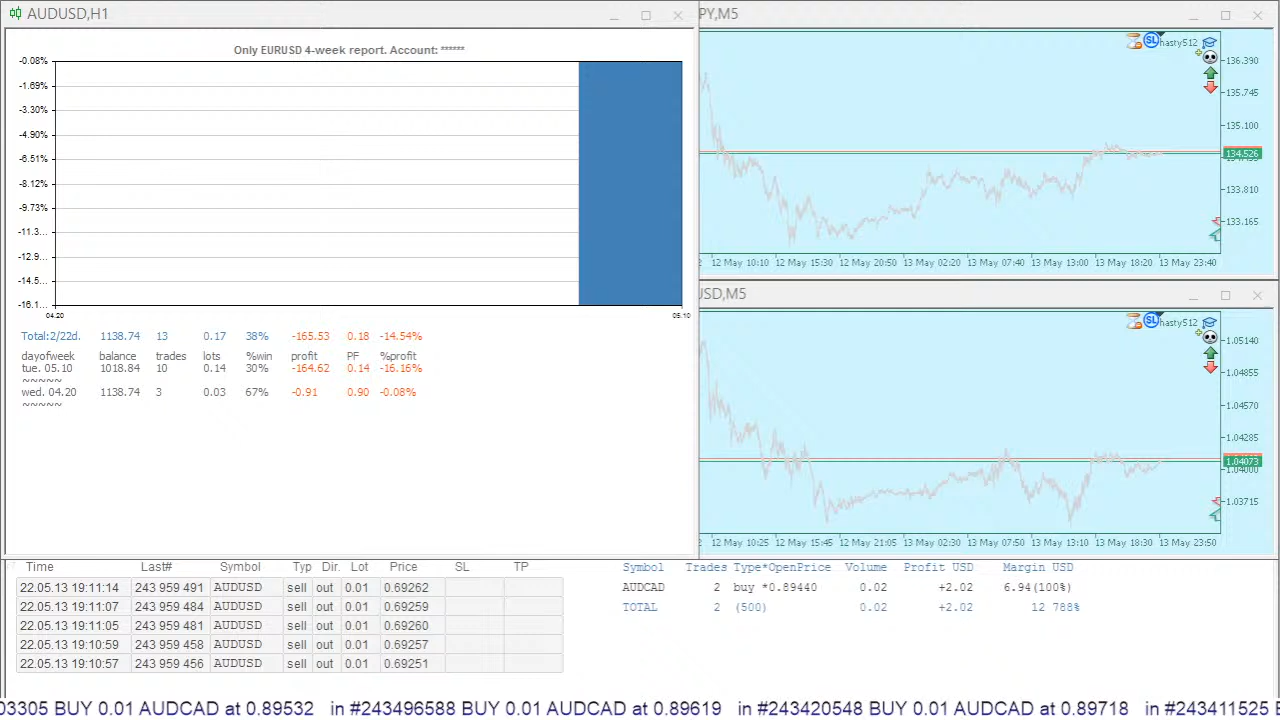 AUDUSD,H1
Only EURUSD 4-week report. Account: ******
-0.08%
-1.69%
-3.30%
-4.90%
-6.51%
-8.12%
-9.73%
-11.3...
-12.9...
-14.5...
-16.1...
04.20 05.10
Total:2/22d. 1138.74 13 0.17 38% -165.53 0.18 -14.54%
dayofweek balance trades lots %win profit PF %profit
tue. 05.10 1018.84 10 0.14 30% -164.62 0.14 -16.16%
~~~~~
wed. 04.20 1138.74 3 0.03 67% -0.91 0.90 -0.08%
~~~~~
PY,M5
SL hasty512
136.390
135.745
135.100
134.526
133.810
133.165
2 12 May 10:10 12 May 15:30 12 May 20:50 13 May 02:20 13 May 07:40 13 May 13:00 13 May 18:20 13 May 23:40
USD,M5
SL hasty512
1.05140
1.04855
1.04570
1.04285
1.04073
1.04000
1.03715
2 12 May 10:25 12 May 15:45 12 May 21:05 13 May 02:30 13 May 07:50 13 May 13:10 13 May 18:30 13 May 23:50
Time Last# Symbol Typ Dir. Lot Price SL TP
22.05.13 19:11:14 243 959 491 AUDUSD sell out 0.01 0.69262
22.05.13 19:11:07 243 959 484 AUDUSD sell out 0.01 0.69259
22.05.13 19:11:05 243 959 481 AUDUSD sell out 0.01 0.69260
22.05.13 19:10:59 243 959 458 AUDUSD sell out 0.01 0.69257
22.05.13 19:10:57 243 959 456 AUDUSD sell out 0.01 0.69251
Symbol Trades Type*OpenPrice Volume Profit USD Margin USD
AUDCAD 2 buy *0.89440 0.02 +2.02 6.94(100%)
TOTAL 2 (500) 0.02 +2.02 12 788%
03305 BUY 0.01 AUDCAD at 0.89532 in #243496588 BUY 0.01 AUDCAD at 0.89619 in #243420548 BUY 0.01 AUDCAD at 0.89718 in #243411525